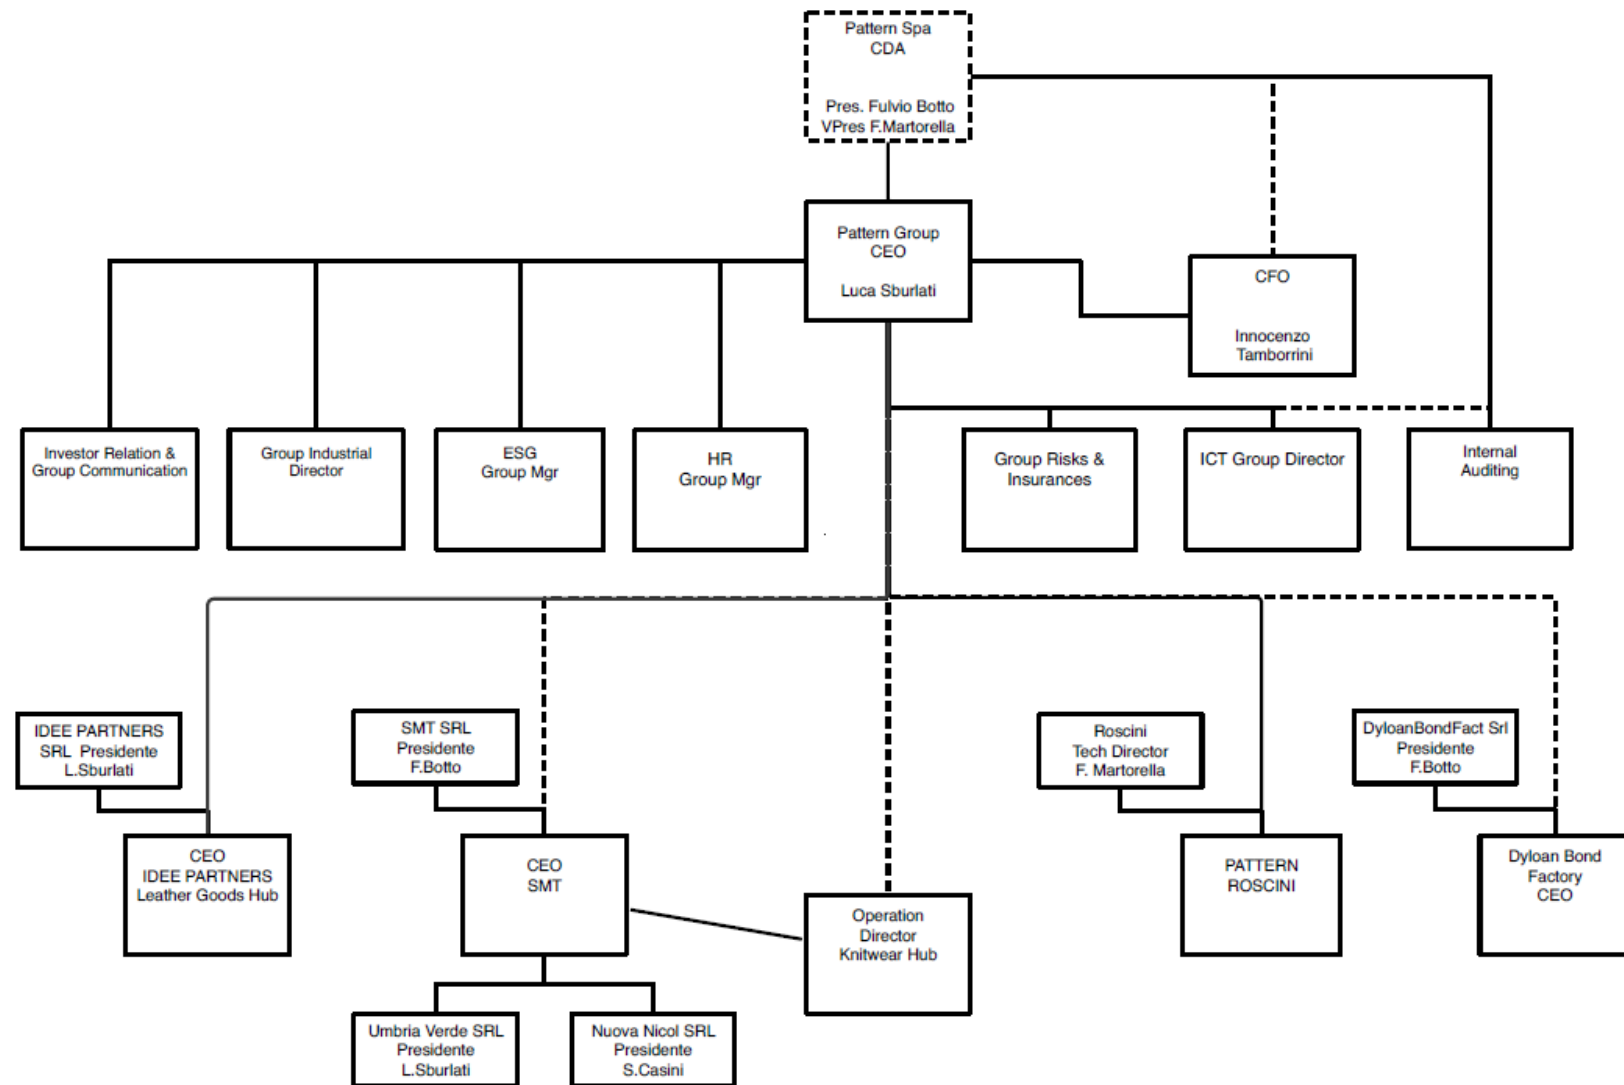 Pattern Spa
CDA
Pres. Fulvio Botto
VPres F.Martorella
Pattern Group
CEO
Luca Sburlati
CFO
Innocenzo
Tamborrini
Investor Relation &
Group Communication
Group Industrial
Director
ESG
Group Mgr
HR
Group Mgr
Group Risks &
Insurances
ICT Group Director
Internal
Auditing
IDEE PARTNERS
SRL Presidente
L.Sburlati
SMT SRL
Presidente
F.Botto
Roscini
Tech Director
F. Martorella
DyloanBondFact Srl
Presidente
F.Botto
CEO
IDEE PARTNERS
Leather Goods Hub
CEO
SMT
Operation
Director
Knitwear Hub
PATTERN
ROSCINI
Dyloan Bond
Factory
CEO
Umbria Verde SRL
Presidente
L.Sburlati
Nuova Nicol SRL
Presidente
S.Casini